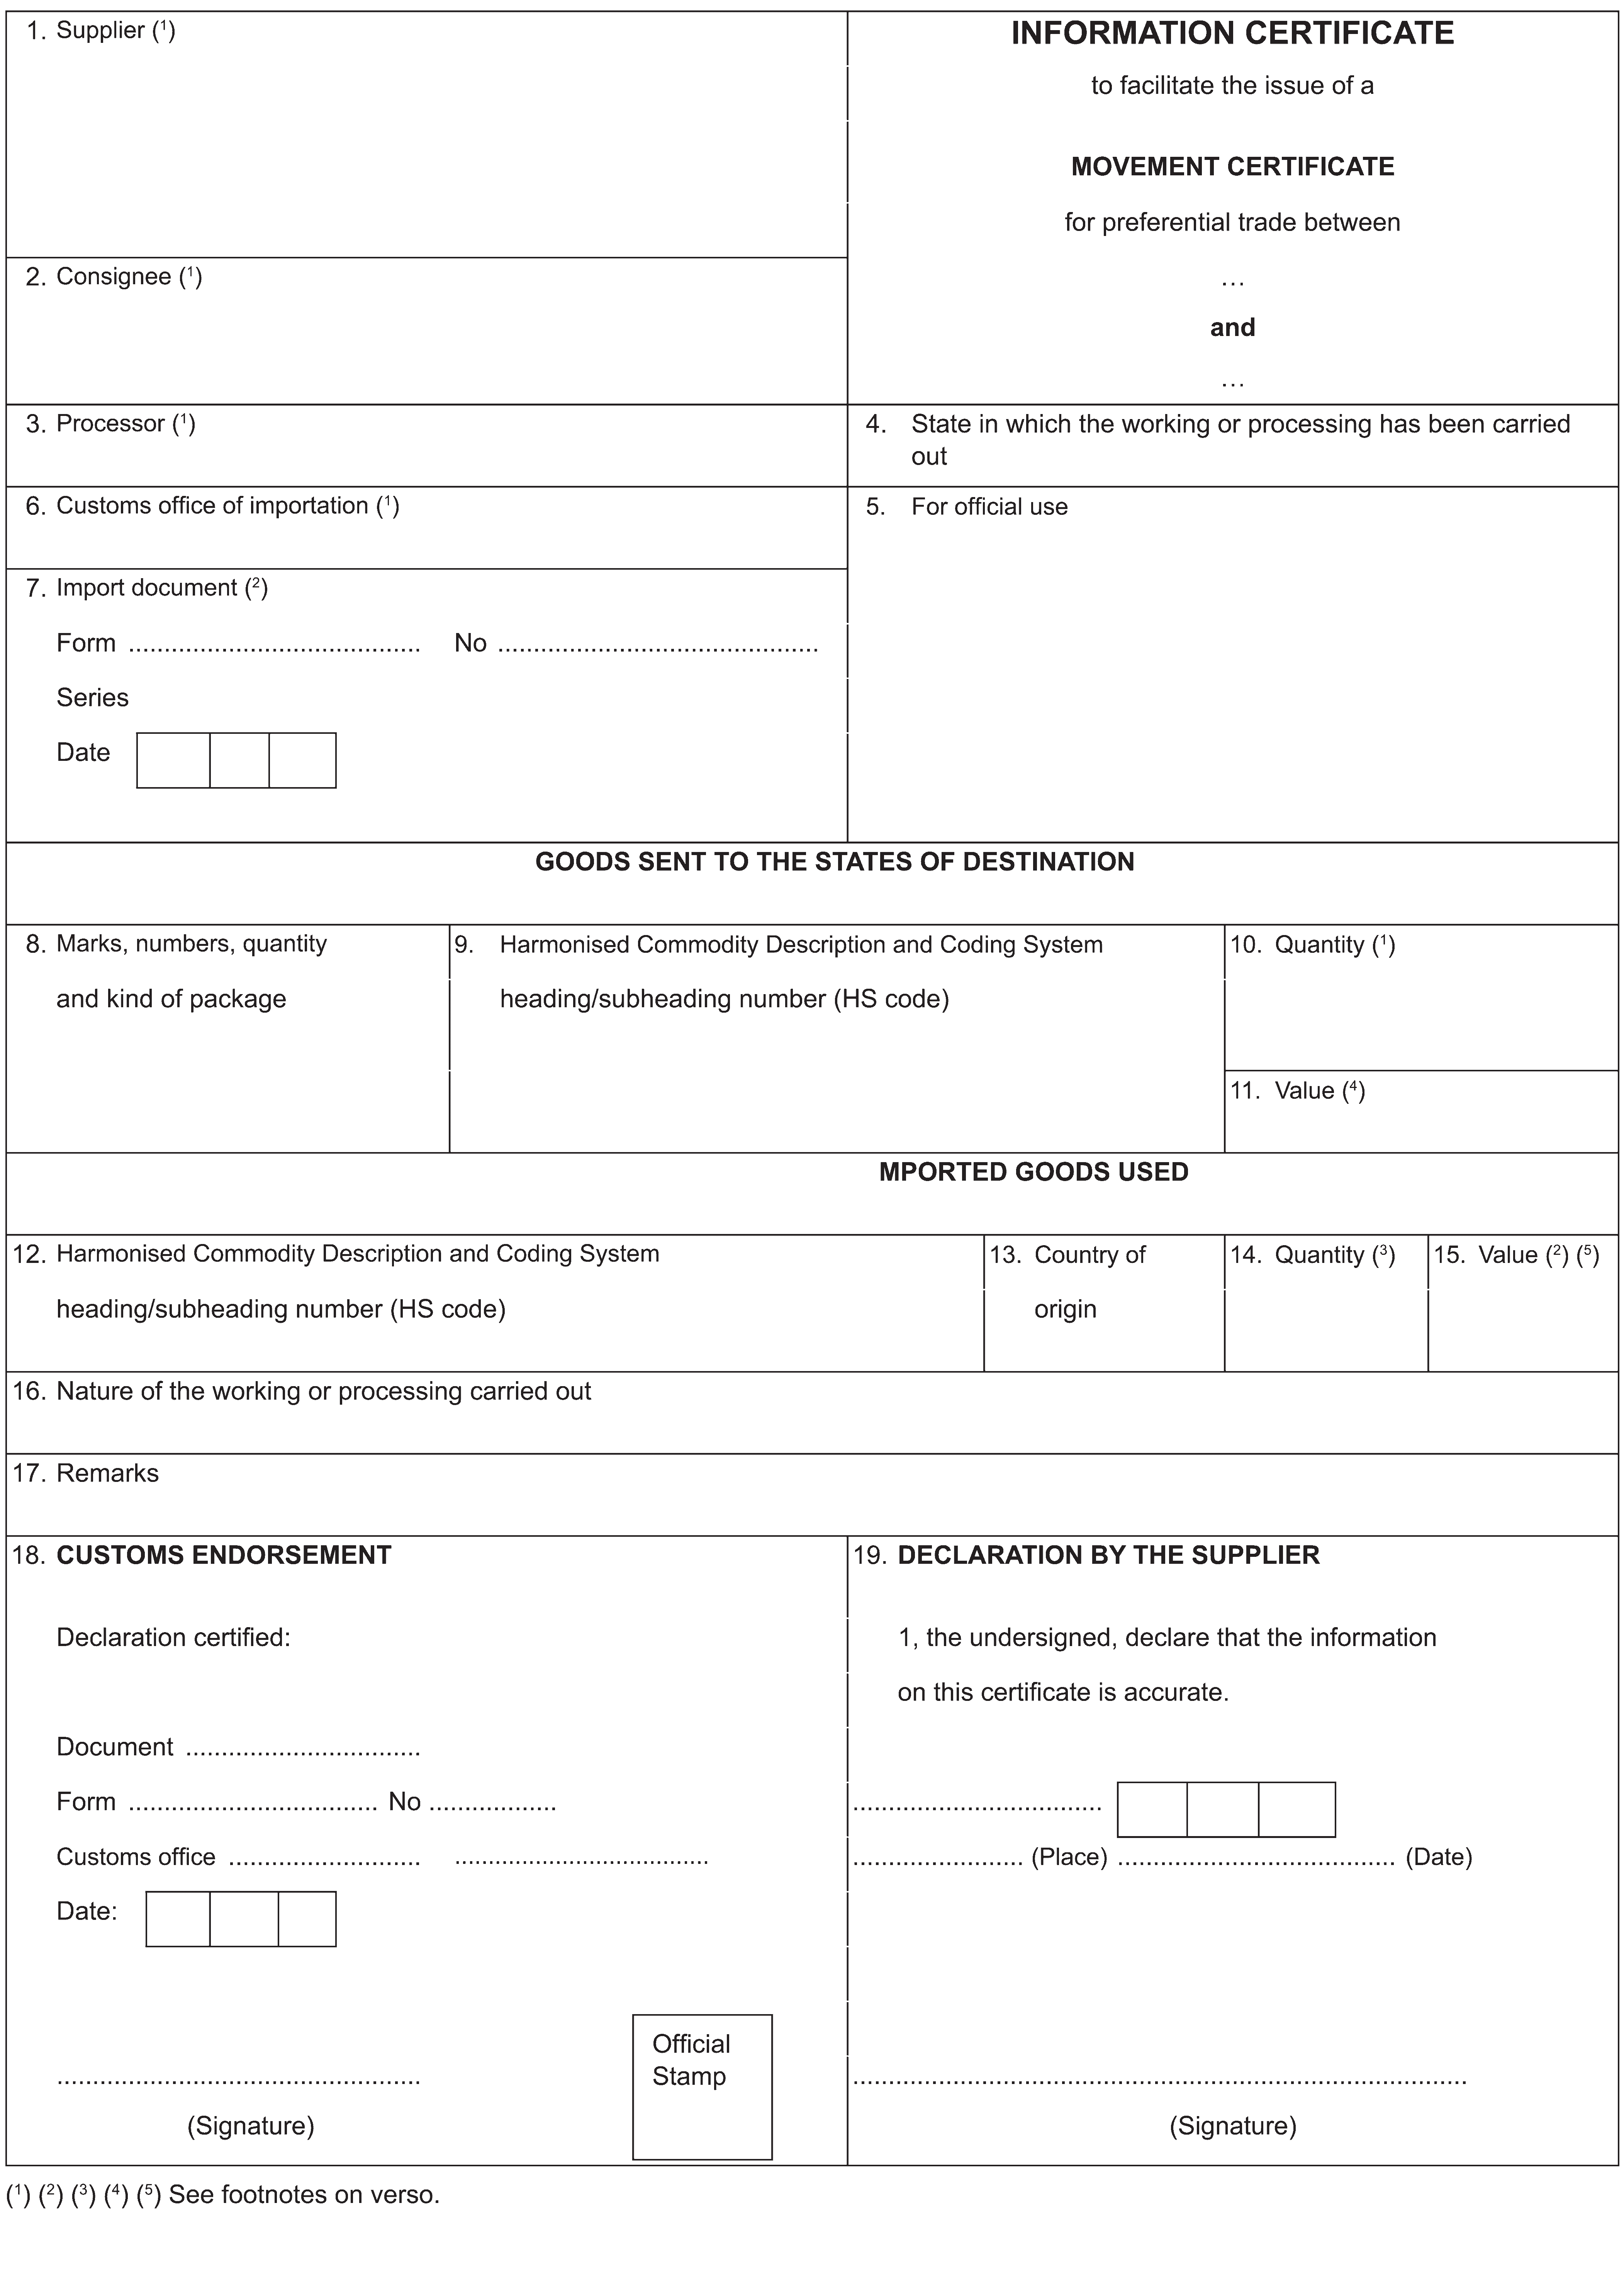 1. Supplier (¹)
INFORMATION CERTIFICATE
to facilitate the issue of a
MOVEMENT CERTIFICATE
for preferential trade between
…
and
…
2. Consignee (¹)
3. Processor (¹)
4. State in which the working or processing has been carried
out
6. Customs office of importation (¹)
5. For official use
7. Import document (²)
Form ......................................... No .............................................
Series
Date
GOODS SENT TO THE STATES OF DESTINATION
8. Marks, numbers, quantity
and kind of package
9. Harmonised Commodity Description and Coding System
heading/subheading number (HS code)
10. Quantity (¹)
11. Value (⁴)
MPORTED GOODS USED
12. Harmonised Commodity Description and Coding System
heading/subheading number (HS code)
13. Country of
origin
14. Quantity (³)
15. Value (²) (⁵)
16. Nature of the working or processing carried out
17. Remarks
18. CUSTOMS ENDORSEMENT
Declaration certified:
Document .................................
Form ................................... No ..................
Customs office ........................... ...................................
Date:
Official
Stamp
...................................................
(Signature)
19. DECLARATION BY THE SUPPLIER
1, the undersigned, declare that the information
on this certificate is accurate.
...................................
........................ (Place) ....................................... (Date)
......................................................................................
(Signature)
(¹) (²) (³) (⁴) (⁵) See footnotes on verso.